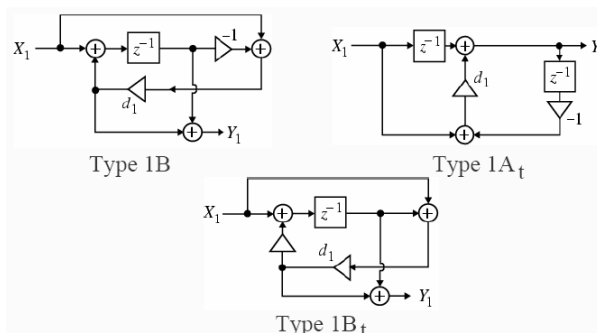 X₁ z⁻¹ -1
d₁
Y₁
Type 1B
X₁ z⁻¹ Y
d₁ z⁻¹
-1
Type 1Aₜ
X₁ z⁻¹
d₁
Y₁
Type 1Bₜ